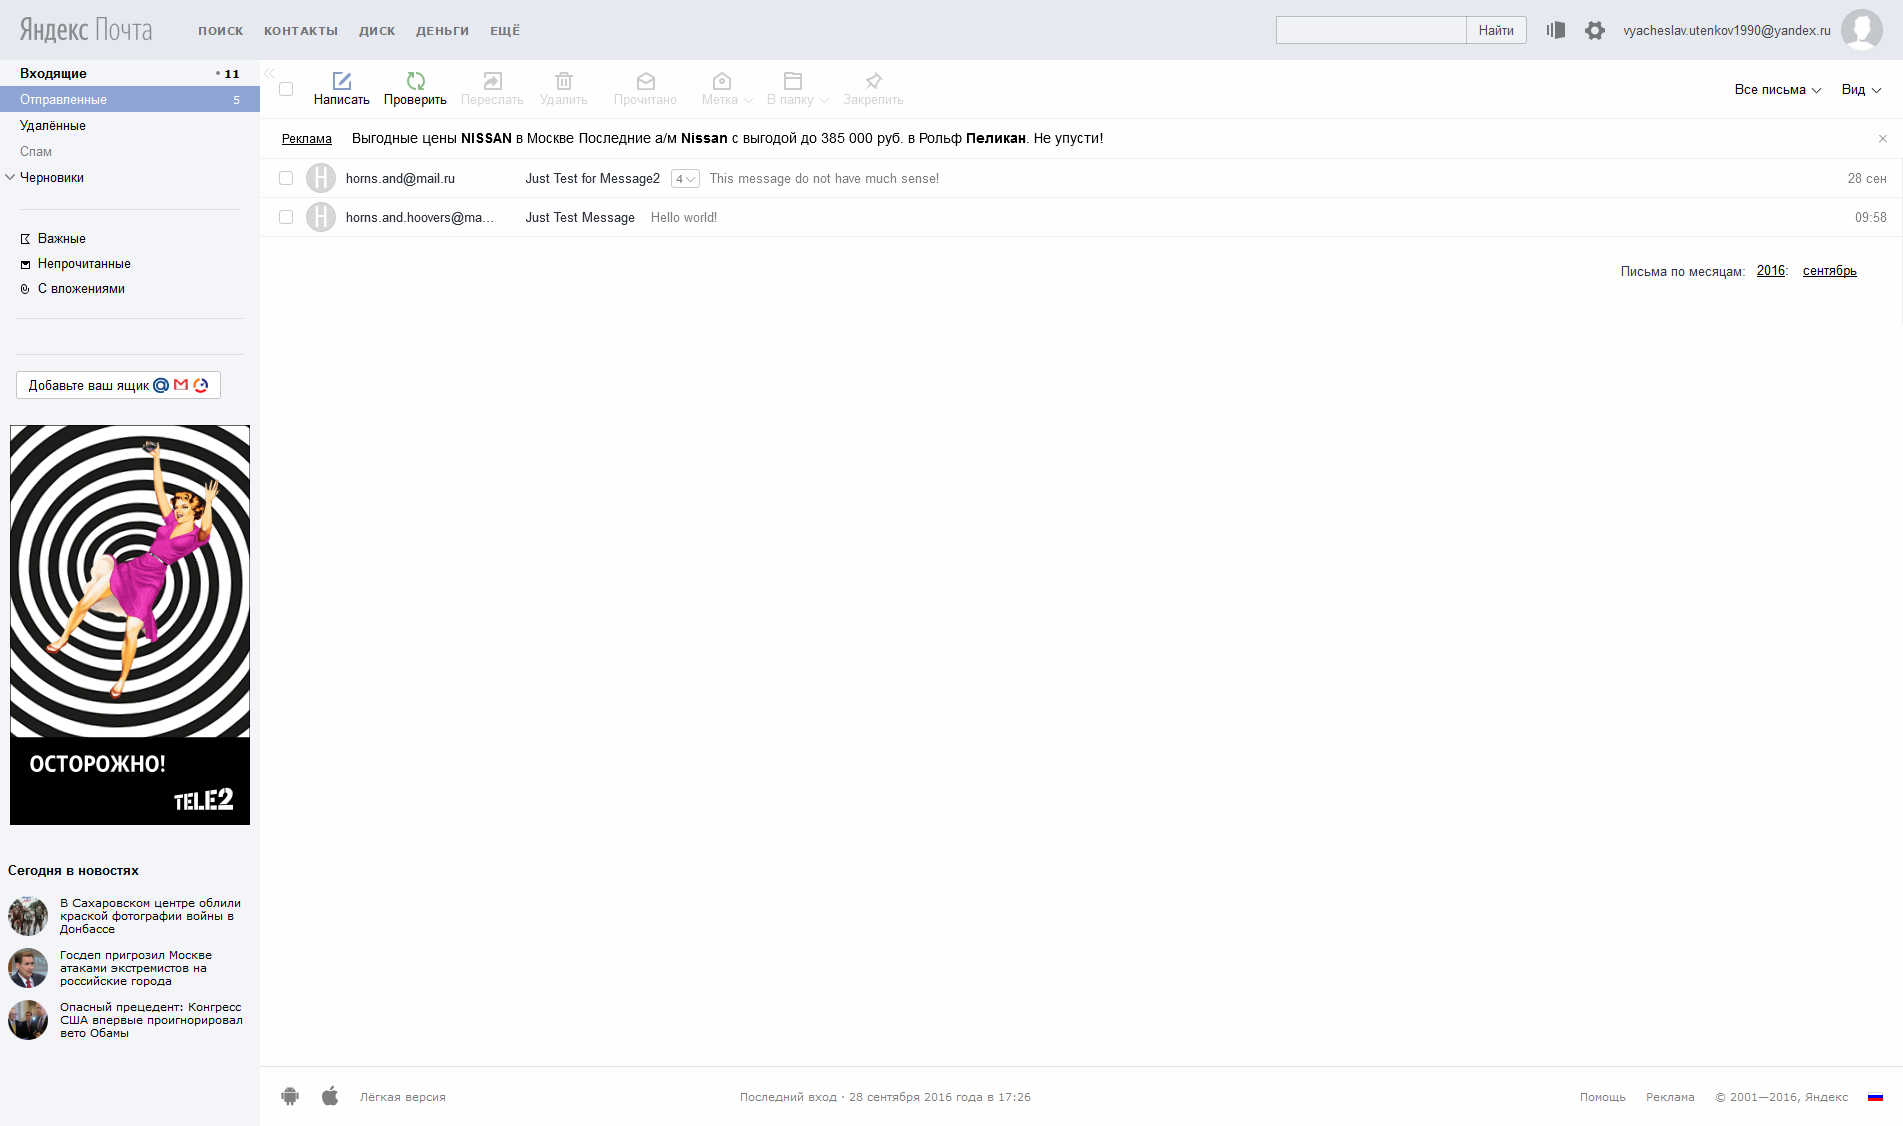 Яндекс Почта ПОИСК КОНТАКТЫ ДИСК ДЕНЬГИ ЕЩЁ Найти vyacheslav.utenkov1990@yandex.ru
Входящие • 11
Отправленные 5
Удалённые
Спам
Черновики
Важные
Непрочитанные
С вложениями
Добавьте ваш ящик
ОСТОРОЖНО!
TELE2
Сегодня в новостях
В Сахаровском центре облили
краской фотографии войны в
Донбассе
Госдеп пригрозил Москве
атаками экстремистов на
российские города
Опасный прецедент: Конгресс
США впервые проигнорировал
вето Обамы
Написать Проверить Переслать Удалить Прочитано Метка В папку Закрепить Все письма Вид
Реклама Выгодные цены NISSAN в Москве Последние а/м Nissan с выгодой до 385 000 руб. в Рольф Пеликан. Не упусти!
H horns.and@mail.ru Just Test for Message2 4 This message do not have much sense! 28 сен
H horns.and.hoovers@ma... Just Test Message Hello world! 09:58
Письма по месяцам: 2016: сентябрь
Лёгкая версия Последний вход · 28 сентября 2016 года в 17:26 Помощь Реклама © 2001—2016, Яндекс